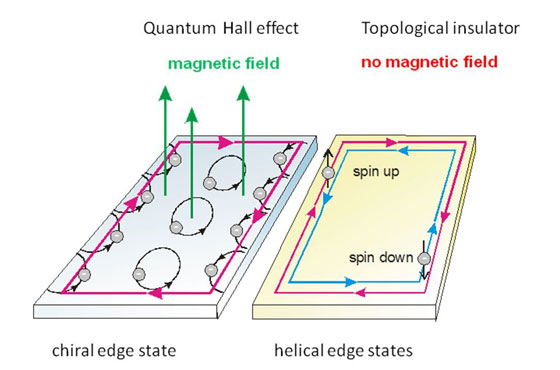 Quantum Hall effect
magnetic field
Topological insulator
no magnetic field
spin up
spin down
chiral edge state
helical edge states